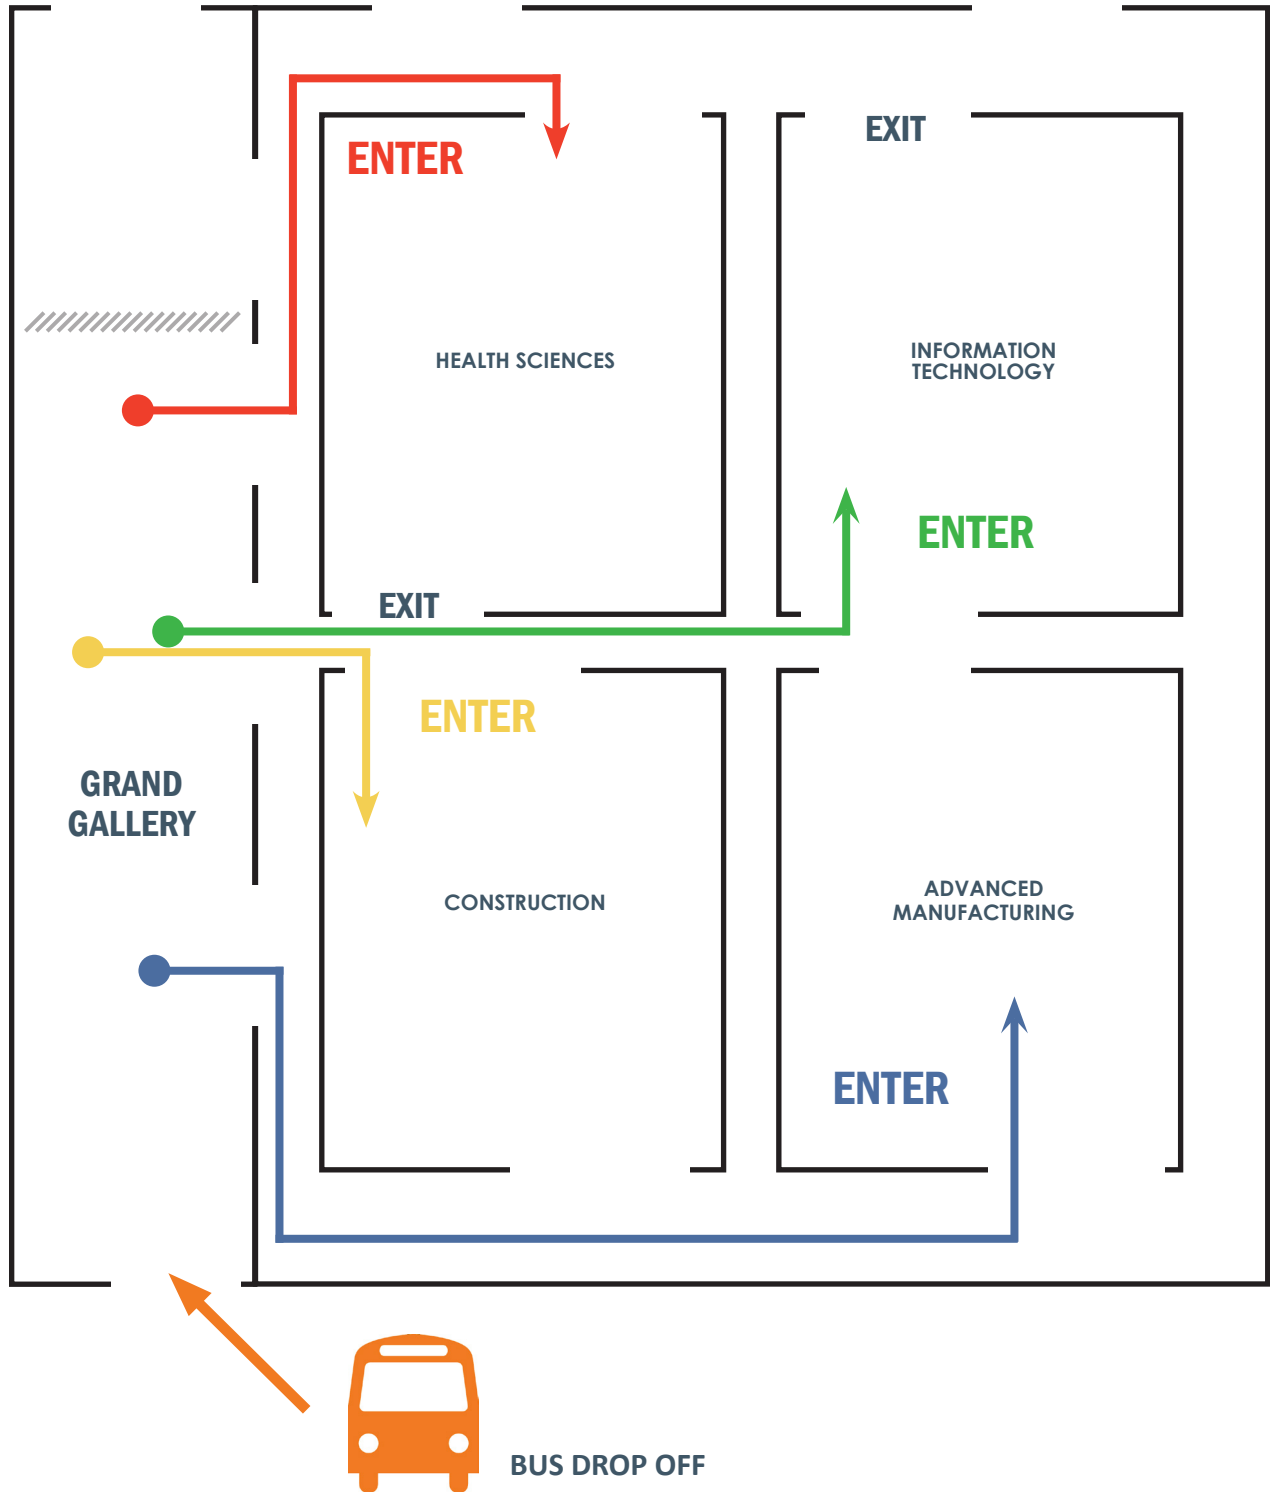 EXIT
ENTER
INFORMATION
TECHNOLOGY
HEALTH SCIENCES
ENTER
EXIT
ENTER
GRAND
GALLERY
ADVANCED
MANUFACTURING
CONSTRUCTION
ENTER
BUS DROP OFF